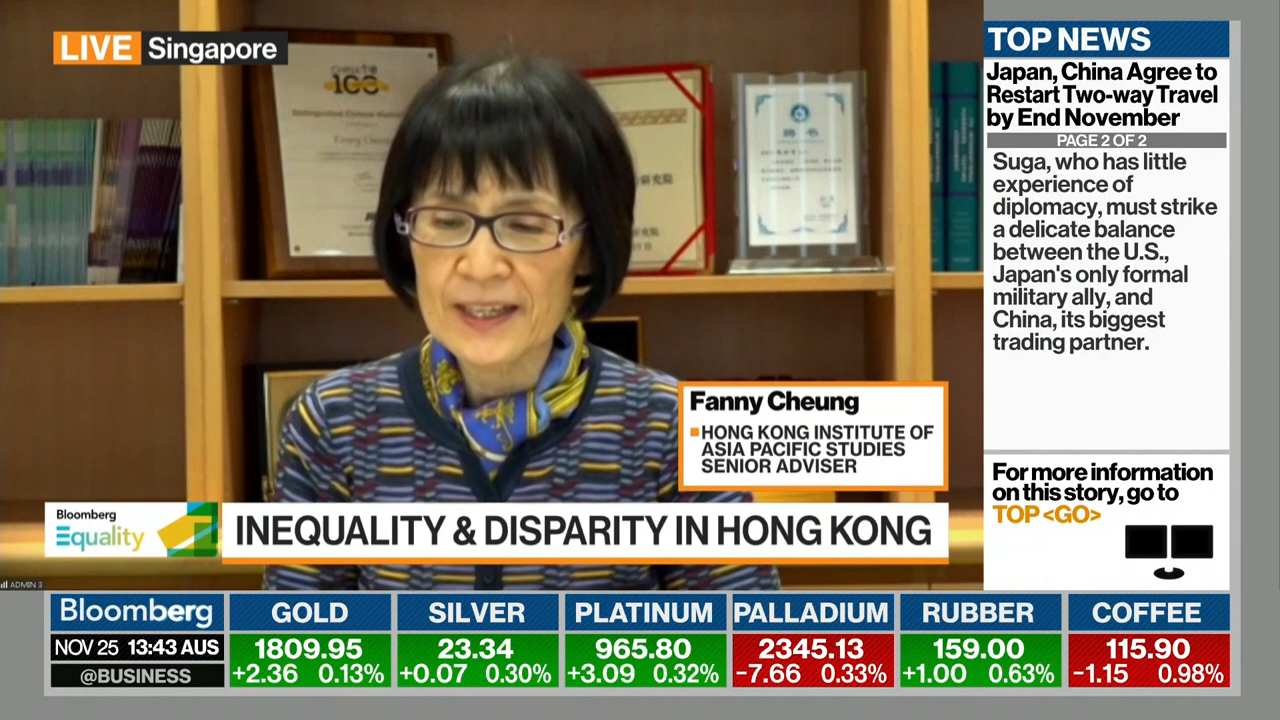 LIVE Singapore
CHINA
100
Fanny Cheung
Fanny Cheung
HONG KONG INSTITUTE OF
ASIA PACIFIC STUDIES
SENIOR ADVISER
Bloomberg
Equality
INEQUALITY & DISPARITY IN HONG KONG
ADMIN 3
TOP NEWS
Japan, China Agree to
Restart Two-way Travel
by End November
PAGE 2 OF 2
Suga, who has little
experience of
diplomacy, must strike
a delicate balance
between the U.S.,
Japan's only formal
military ally, and
China, its biggest
trading partner.
For more information
on this story, go to
TOP <GO>
Bloomberg
NOV 25 13:43 AUS
@BUSINESS
GOLD
1809.95
+2.36 0.13%
SILVER
23.34
+0.07 0.30%
PLATINUM
965.80
+3.09 0.32%
PALLADIUM
2345.13
-7.66 0.33%
RUBBER
159.00
+1.00 0.63%
COFFEE
115.90
-1.15 0.98%